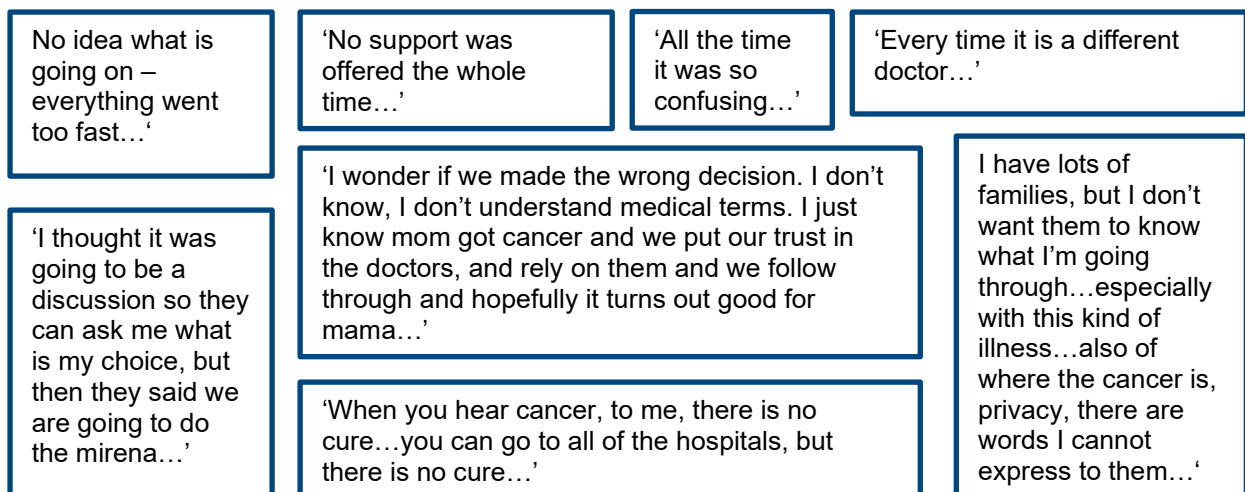 No idea what is
going on –
everything went
too fast…‘
‘No support was
offered the whole
time…’
‘All the time
it was so
confusing…’
‘Every time it is a different
doctor…’
‘I thought it was
going to be a
discussion so they
can ask me what
is my choice, but
then they said we
are going to do
the mirena…’
‘I wonder if we made the wrong decision. I don’t
know, I don’t understand medical terms. I just
know mom got cancer and we put our trust in
the doctors, and rely on them and we follow
through and hopefully it turns out good for
mama…’
‘When you hear cancer, to me, there is no
cure…you can go to all of the hospitals, but
there is no cure…’
I have lots of
families, but I don’t
want them to know
what I’m going
through…especially
with this kind of
illness…also of
where the cancer is,
privacy, there are
words I cannot
express to them…‘